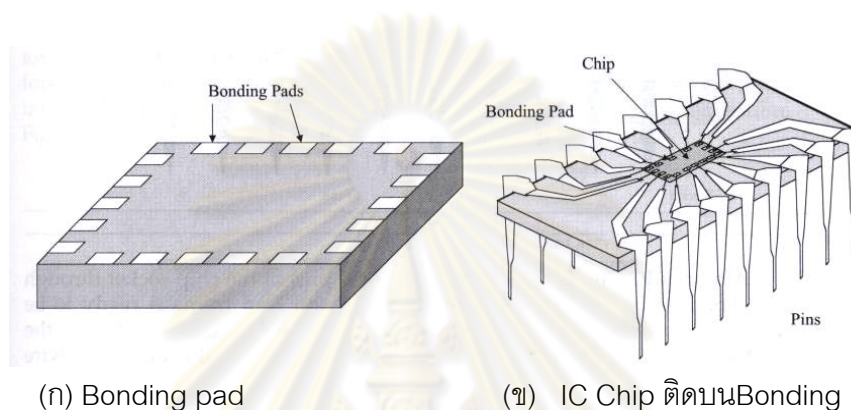 Bonding Pads
Chip
Bonding Pad
Pins
(ก) Bonding pad
(ข) IC Chip ติดบนBonding